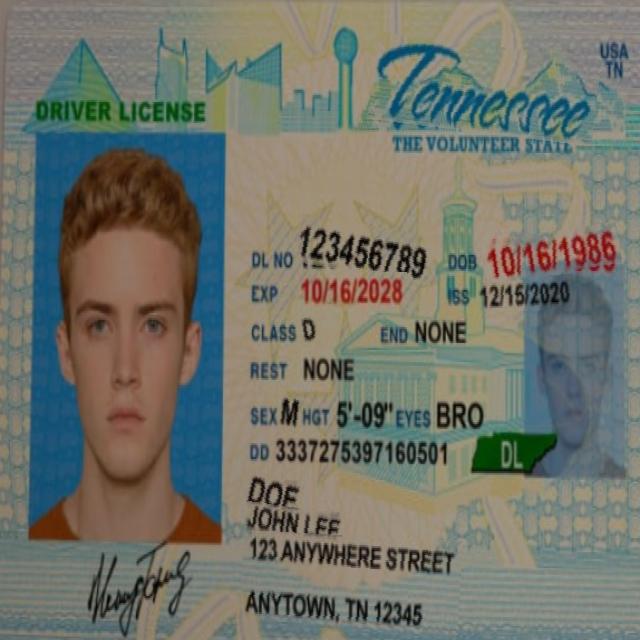 USA
TN
Tennessee
THE VOLUNTEER STATE
DRIVER LICENSE
DL NO 123456789 DOB 10/16/1986
EXP 10/16/2028 ISS 12/15/2020
CLASS D END NONE
REST NONE
SEX M HGT 5'-09" EYES BRO
DD 3337275397160501
DL
DOE
JOHN LEE
123 ANYWHERE STREET
ANYTOWN, TN 12345